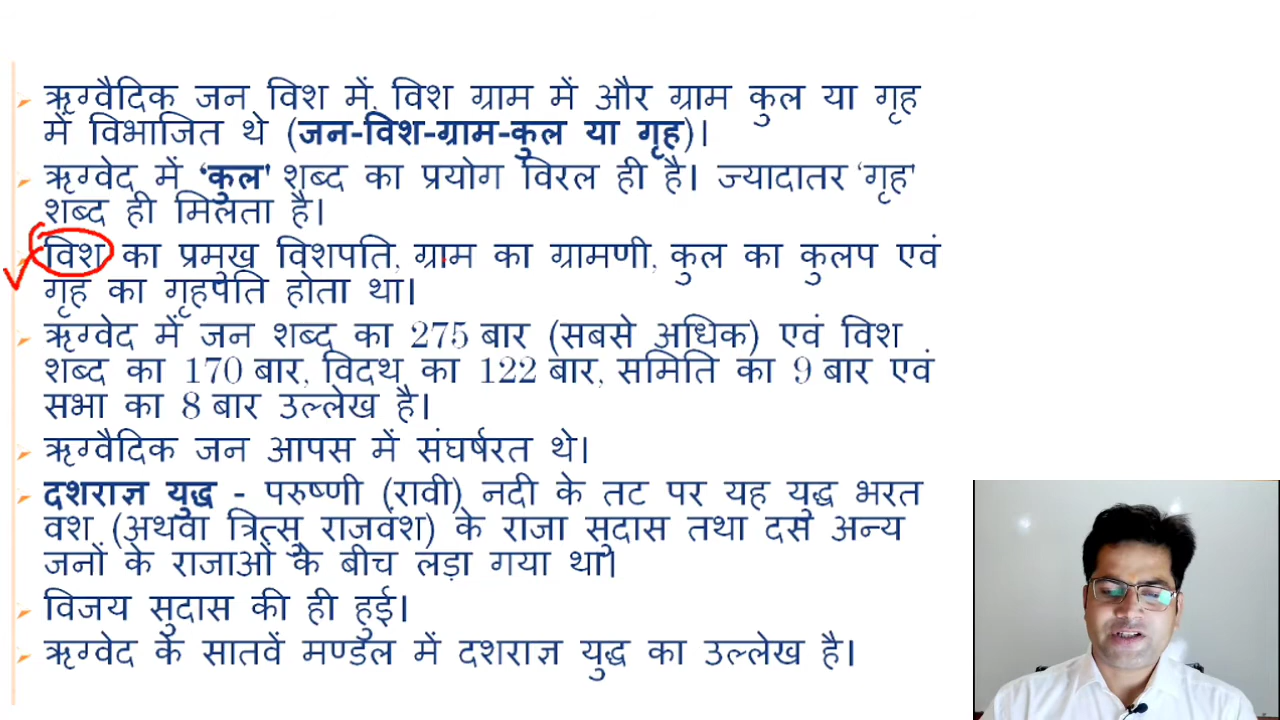 ऋग्वैदिक जन विश में, विश ग्राम में और ग्राम कुल या गृह
में विभाजित थे (जन-विश-ग्राम-कुल या गृह)।
ऋग्वेद में ‘कुल' शब्द का प्रयोग विरल ही है। ज्यादातर ‘गृह'
शब्द ही मिलता है।
विश का प्रमुख विशपति, ग्राम का ग्रामणी, कुल का कुलप एवं
गृह का गृहपति होता था।
ऋग्वेद में जन शब्द का 275 बार (सबसे अधिक) एवं विश
शब्द का 170 बार, विदथ का 122 बार, समिति का 9 बार एवं
सभा का 8 बार उल्लेख है।
ऋग्वैदिक जन आपस में संघर्षरत थे।
दशराज्ञ युद्ध - परुष्णी (रावी) नदी के तट पर यह युद्ध भरत
वंश (अथवा त्रित्सु राजवंश) के राजा सुदास तथा दस अन्य
जनों के राजाओं के बीच लड़ा गया था।
विजय सुदास की ही हुई।
ऋग्वेद के सातवें मण्डल में दशराज्ञ युद्ध का उल्लेख है।